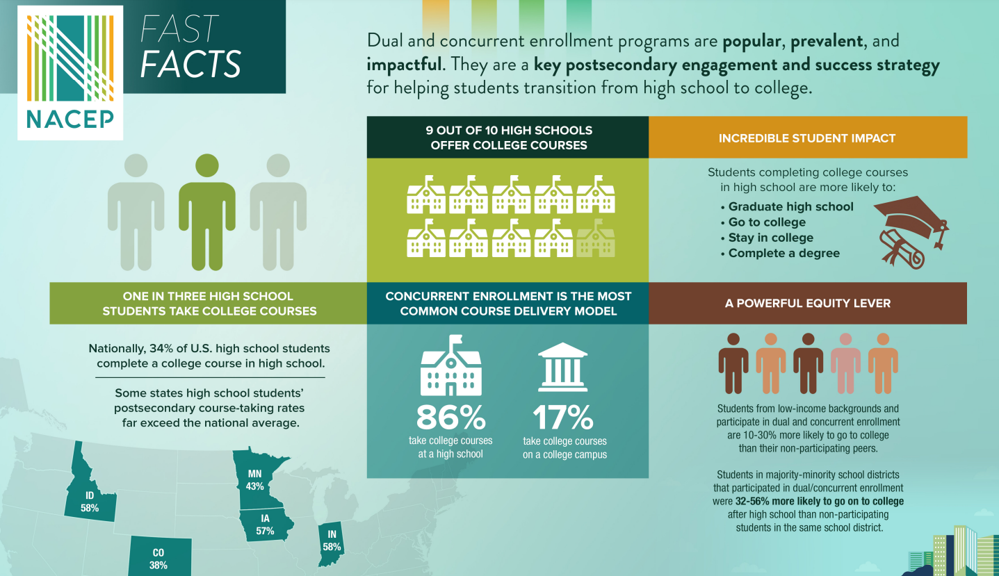 NACEP
FAST
FACTS
Dual and concurrent enrollment programs are popular, prevalent, and
impactful. They are a key postsecondary engagement and success strategy
for helping students transition from high school to college.
ONE IN THREE HIGH SCHOOL
STUDENTS TAKE COLLEGE COURSES
Nationally, 34% of U.S. high school students
complete a college course in high school.
Some states high school students’
postsecondary course-taking rates
far exceed the national average.
ID
58%
MN
43%
IA
57%
IN
58%
CO
38%
9 OUT OF 10 HIGH SCHOOLS
OFFER COLLEGE COURSES
CONCURRENT ENROLLMENT IS THE MOST
COMMON COURSE DELIVERY MODEL
86%
take college courses
at a high school
17%
take college courses
on a college campus
INCREDIBLE STUDENT IMPACT
Students completing college courses
in high school are more likely to:
• Graduate high school
• Go to college
• Stay in college
• Complete a degree
A POWERFUL EQUITY LEVER
Students from low-income backgrounds and
participate in dual and concurrent enrollment
are 10-30% more likely to go to college
than their non-participating peers.
Students in majority-minority school districts
that participated in dual/concurrent enrollment
were 32-56% more likely to go on to college
after high school than non-participating
students in the same school district.